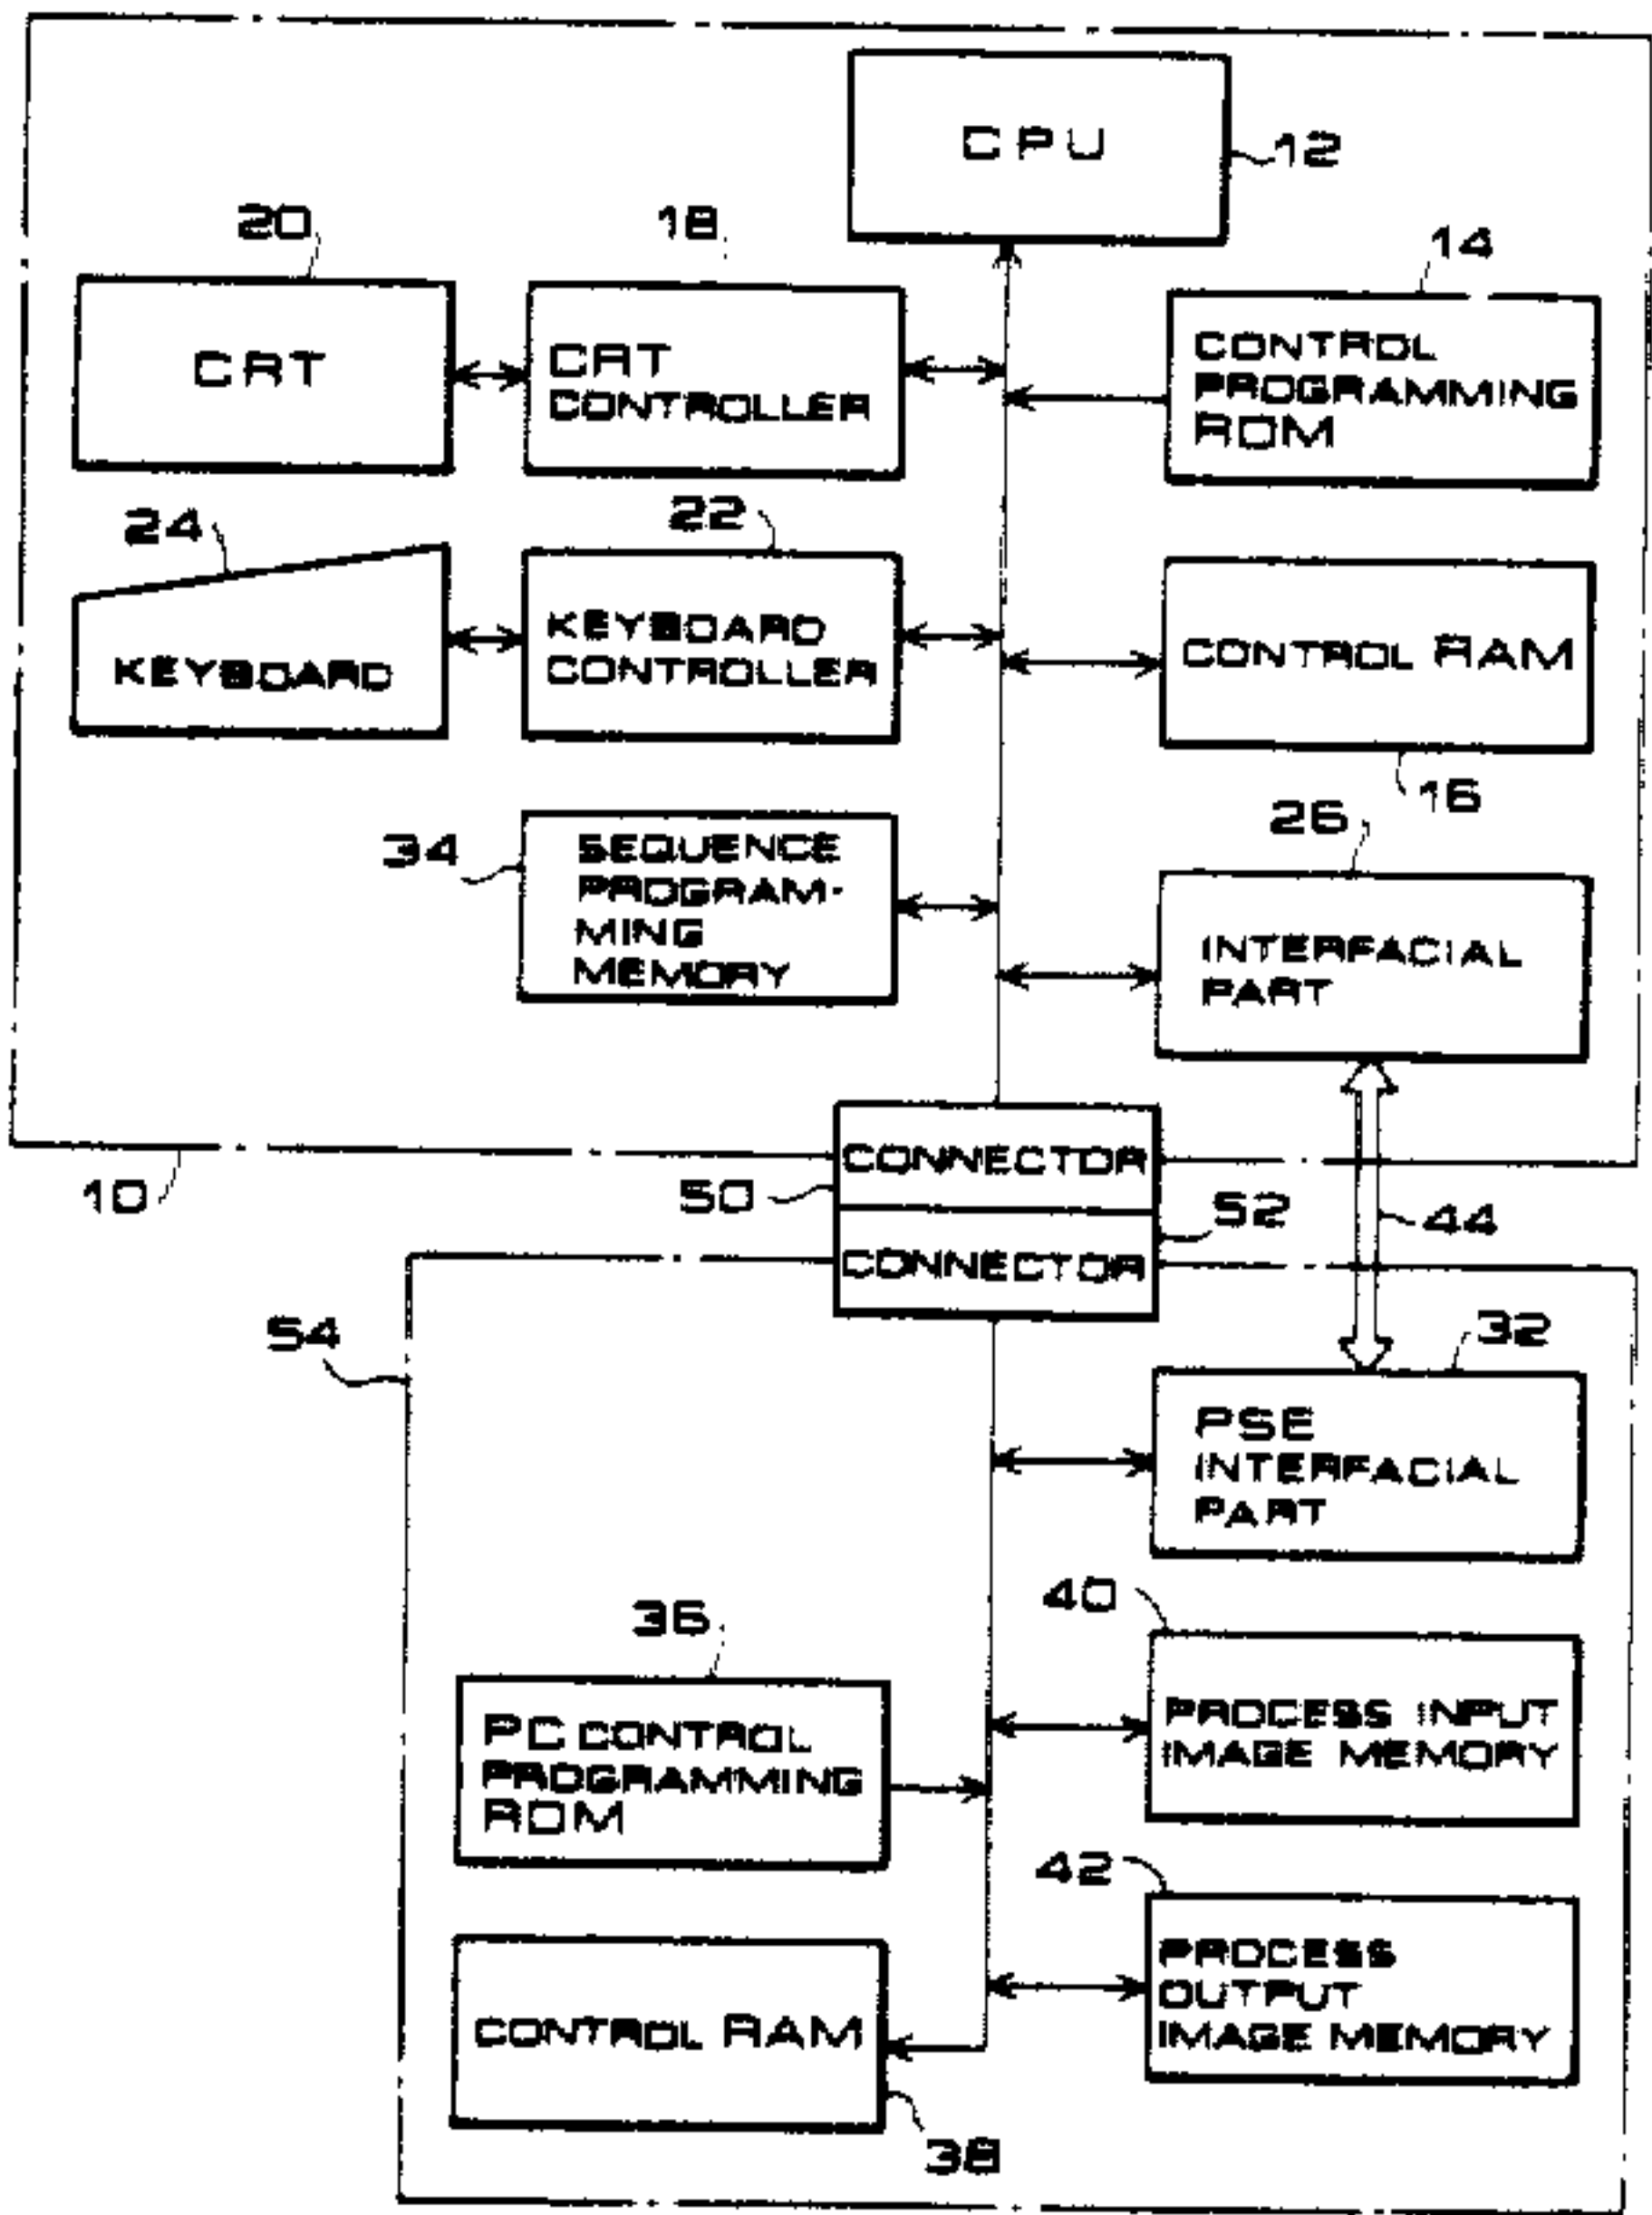 CPU
12
20
18
14
CRT
CRT
CONTROLLER
CONTROL
PROGRAMMING
ROM
24
22
KEYBOARD
KEYBOARD
CONTROLLER
CONTROL RAM
16
34
SEQUENCE
PROGRAM-
MING
MEMORY
26
INTERFACIAL
PART
10
CONNECTOR
50
52
44
CONNECTOR
54
32
PSE
INTERFACIAL
PART
36
40
PC CONTROL
PROGRAMMING
ROM
PROCESS INPUT
IMAGE MEMORY
42
CONTROL RAM
PROCESS
OUTPUT
IMAGE MEMORY
38